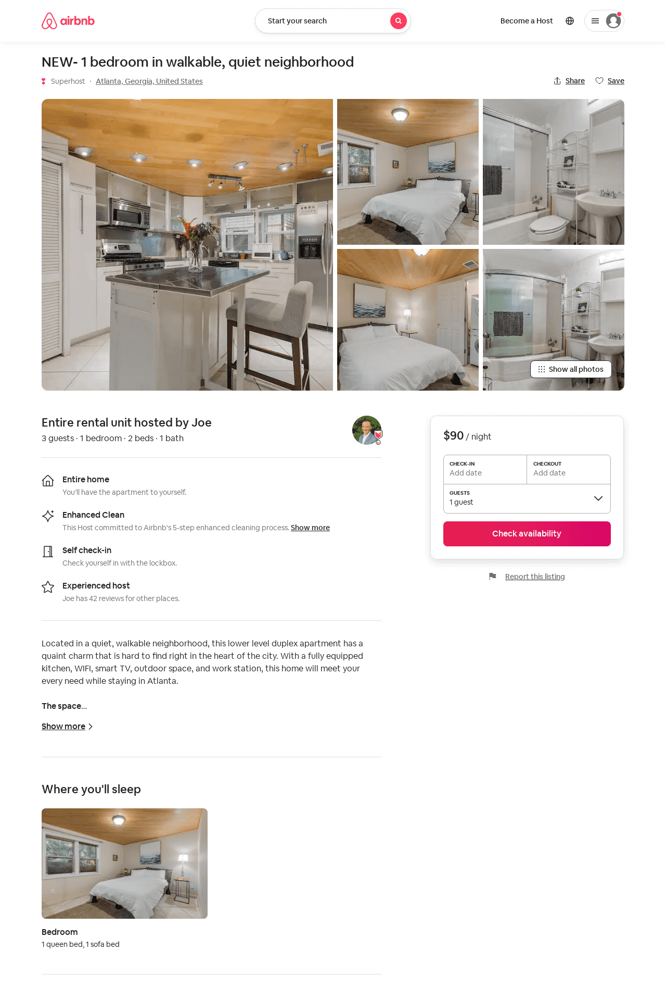 airbnb
Start your search
Become a Host
NEW- 1 bedroom in walkable, quiet neighborhood
Superhost · Atlanta, Georgia, United States
Share
Save
Show all photos
Entire rental unit hosted by Joe
3 guests · 1 bedroom · 2 beds · 1 bath
Entire home
You’ll have the apartment to yourself.
Enhanced Clean
This Host committed to Airbnb's 5-step enhanced cleaning process. Show more
Self check-in
Check yourself in with the lockbox.
Experienced host
Joe has 42 reviews for other places.
$90 / night
CHECK-IN
Add date
CHECKOUT
Add date
GUESTS
1 guest
Check availability
Report this listing
Located in a quiet, walkable neighborhood, this lower level duplex apartment has a
quaint charm that is hard to find right in the heart of the city. With a fully equipped
kitchen, WIFI, smart TV, outdoor space, and work station, this home will meet your
every need while staying in Atlanta.
The space...
Show more
Where you'll sleep
Bedroom
1 queen bed, 1 sofa bed